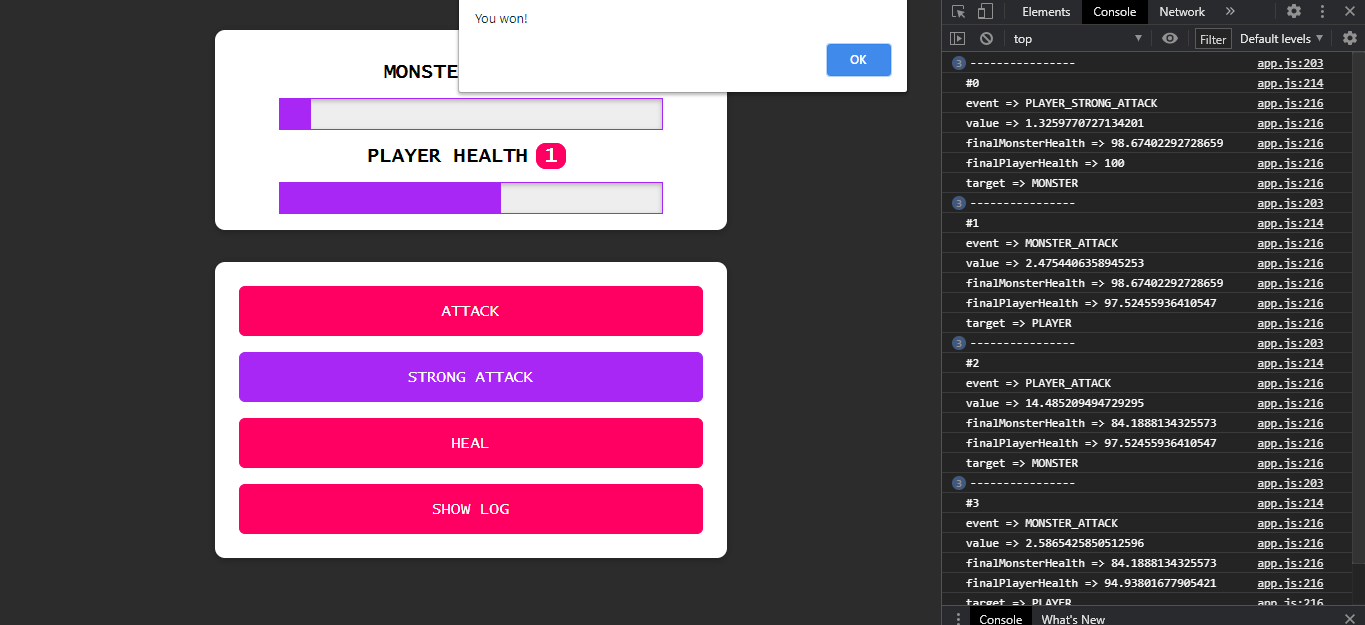 You won!
OK
MONSTE
PLAYER HEALTH 1
ATTACK
STRONG ATTACK
HEAL
SHOW LOG
Elements Console Network »
top Filter Default levels
3 ---------------- app.js:203
#0 app.js:214
event => PLAYER_STRONG_ATTACK app.js:216
value => 1.3259770727134201 app.js:216
finalMonsterHealth => 98.67402292728659 app.js:216
finalPlayerHealth => 100 app.js:216
target => MONSTER app.js:216
3 ---------------- app.js:203
#1 app.js:214
event => MONSTER_ATTACK app.js:216
value => 2.4754406358945253 app.js:216
finalMonsterHealth => 98.67402292728659 app.js:216
finalPlayerHealth => 97.52455936410547 app.js:216
target => PLAYER app.js:216
3 ---------------- app.js:203
#2 app.js:214
event => PLAYER_ATTACK app.js:216
value => 14.485209494729295 app.js:216
finalMonsterHealth => 84.1888134325573 app.js:216
finalPlayerHealth => 97.52455936410547 app.js:216
target => MONSTER app.js:216
3 ---------------- app.js:203
#3 app.js:214
event => MONSTER_ATTACK app.js:216
value => 2.5865425850512596 app.js:216
finalMonsterHealth => 84.1888134325573 app.js:216
finalPlayerHealth => 94.93801677905421 app.js:216
target => PLAYER app.js:216
Console What's New